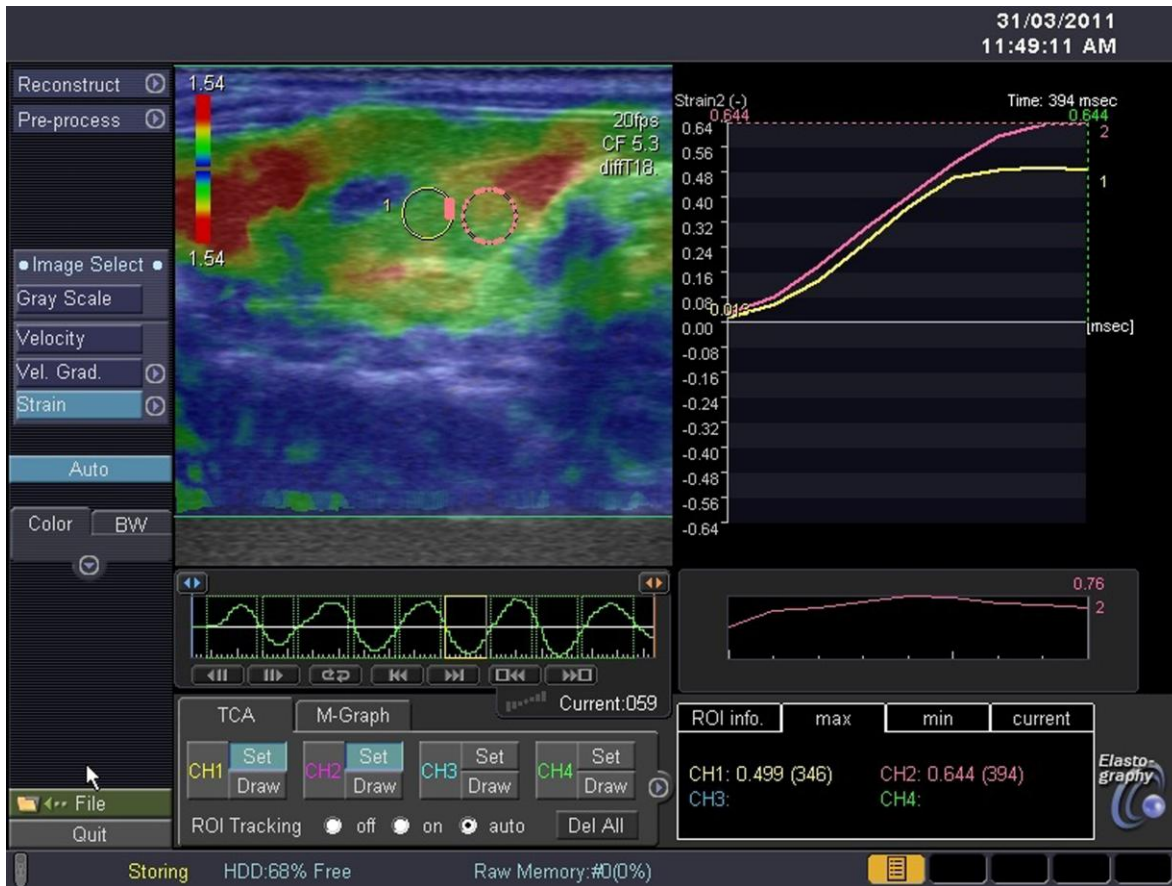 31/03/2011
11:49:11 AM
Reconstruct
Pre-process
Image Select
Gray Scale
Velocity
Vel. Grad.
Strain
Auto
Color BW
File
Quit
1.54
20fps
CF 5.3
diffT18.
1
1.54
Strain2 (-) Time: 394 msec
0.644 0.644
0.64
2
0.56
0.48
1
0.40
0.32
0.24
0.16
0.08
0.016
0.00 [msec]
-0.08
-0.16
-0.24
-0.32
-0.40
-0.48
-0.56
-0.64
0.76
2
Current:059
TCA M-Graph
CH1 Set Draw
CH2 Set Draw
CH3 Set Draw
CH4 Set Draw
ROI Tracking off on auto Del All
ROI info. max min current
CH1: 0.499 (346) CH2: 0.644 (394)
CH3: CH4:
Elasto-
graphy
Storing HDD:68% Free Raw Memory:#0(0%)